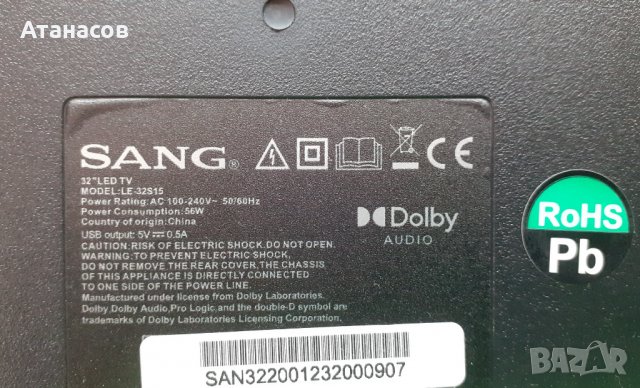 Атанасов
SANG®
32"LED TV
MODEL:LE-32S15
Power Rating: AC 100-240V~ 50/60Hz
Power Consumption: 56W
Country of origin: China
USB output: 5V⎓0.5A
CAUTION:RISK OF ELECTRIC SHOCK.DO NOT OPEN.
WARNING:TO PREVENT ELECTRIC SHOCK.
DO NOT REMOVE THE REAR COVER,THE CHASSIS
OF THIS APPLIANCE IS DIRECTLY CONNECTED
TO ONE SIDE OF THE POWER LINE.
Manufactured under license from Dolby Laboratories.
Dolby,Dolby Audio,Pro Logic and the double-D symbol are
trademarks of Dolby Laboratories Licensing Corporation.
CE
Dolby
AUDIO
RoHS
Pb
SAN322001232000907
BAZAR
.bg